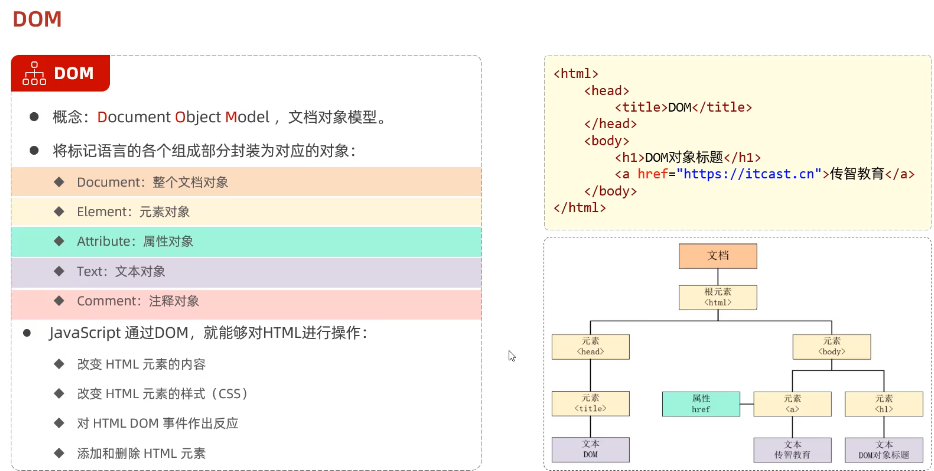 DOM
DOM
概念：Document Object Model ，文档对象模型。
将标记语言的各个组成部分封装为对应的对象：
Document：整个文档对象
Element：元素对象
Attribute：属性对象
Text：文本对象
Comment：注释对象
JavaScript 通过DOM，就能够对HTML进行操作：
改变 HTML 元素的内容
改变 HTML 元素的样式（CSS）
对 HTML DOM 事件作出反应
添加和删除 HTML 元素
<html>
<head>
<title>DOM</title>
</head>
<body>
<h1>DOM对象标题</h1>
<a href="https://itcast.cn">传智教育</a>
</body>
</html>
文档
根元素
<html>
元素
<head>
元素
<body>
元素
<title>
属性
href
元素
<a>
元素
<h1>
文本
DOM
文本
传智教育
文本
DOM对象标题